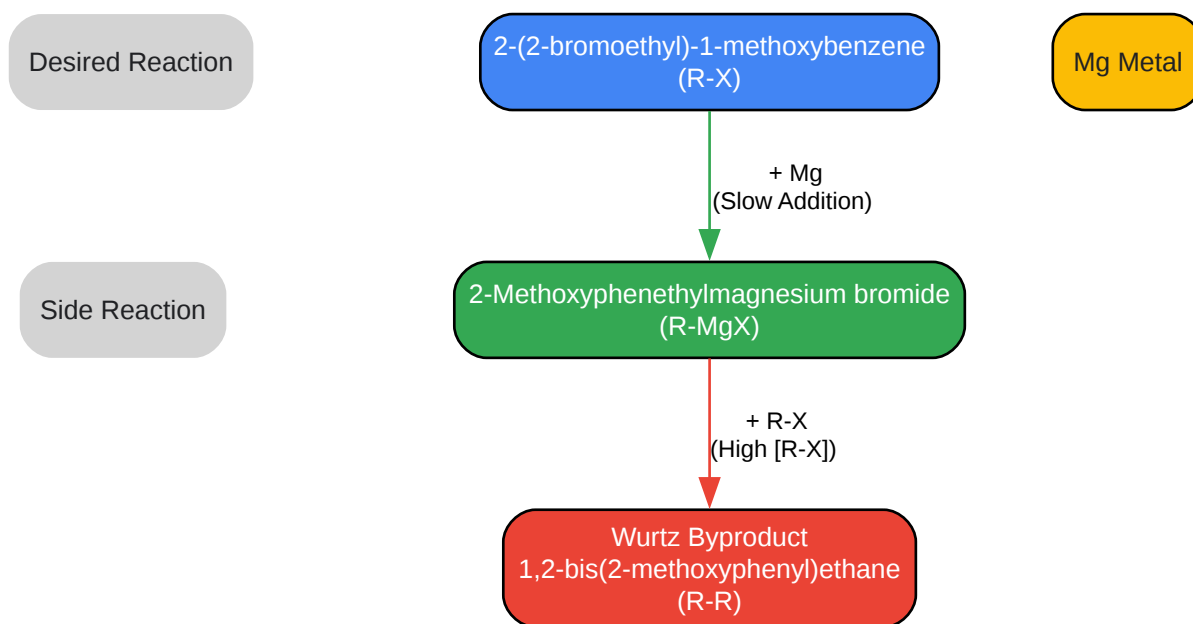 Desired Reaction
2-(2-bromoethyl)-1-methoxybenzene
(R-X)
Mg Metal
+ Mg
(Slow Addition)
Side Reaction
2-Methoxyphenethylmagnesium bromide
(R-MgX)
+ R-X
(High [R-X])
Wurtz Byproduct
1,2-bis(2-methoxyphenyl)ethane
(R-R)